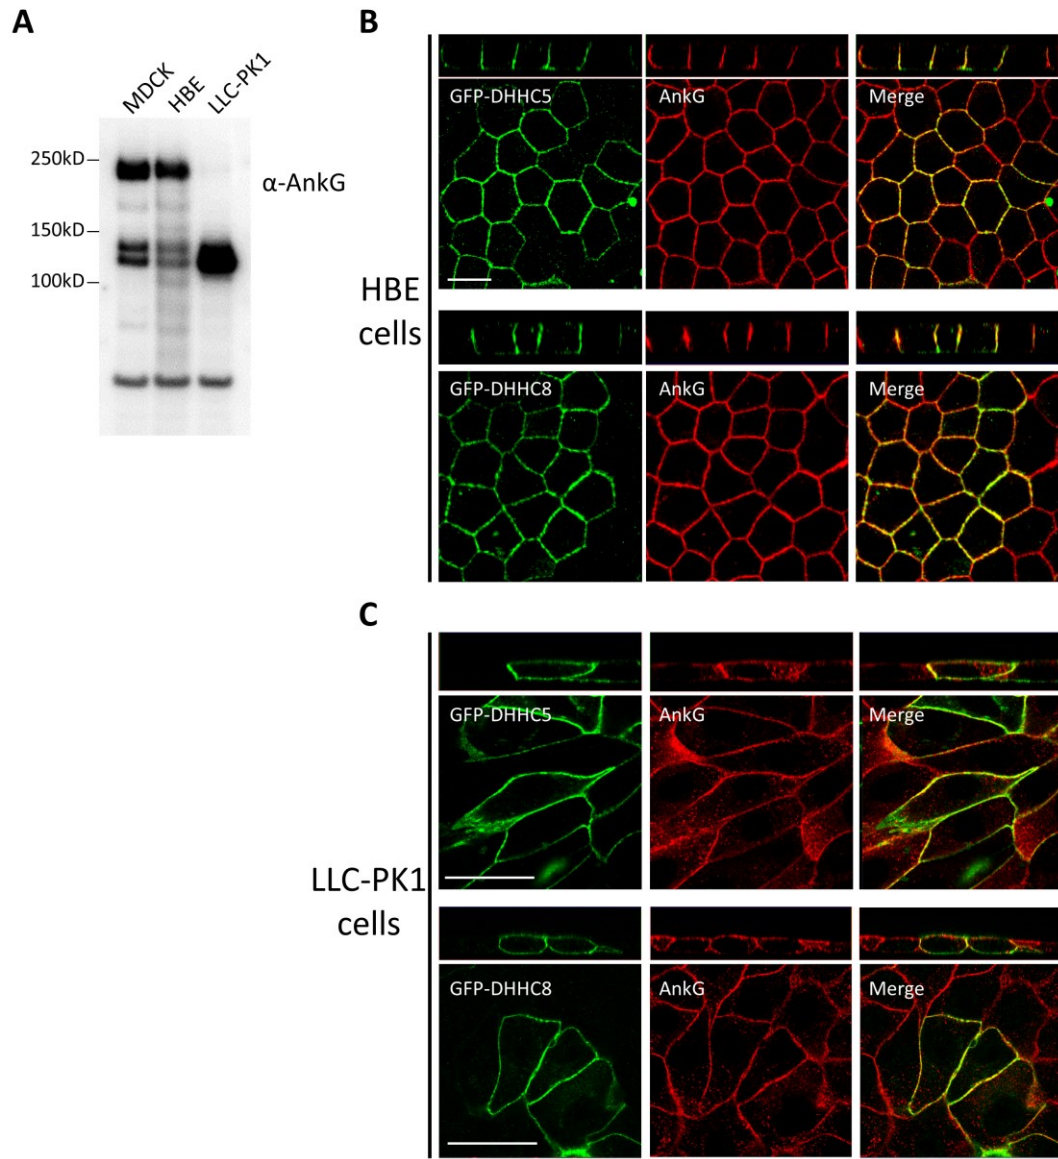 A
MDCK
HBE
LLC-PK1
250kD
150kD
100kD
α-AnkG
B
HBE
cells
GFP-DHHC5
AnkG
Merge
GFP-DHHC8
AnkG
Merge
C
LLC-PK1
cells
GFP-DHHC5
AnkG
Merge
GFP-DHHC8
AnkG
Merge